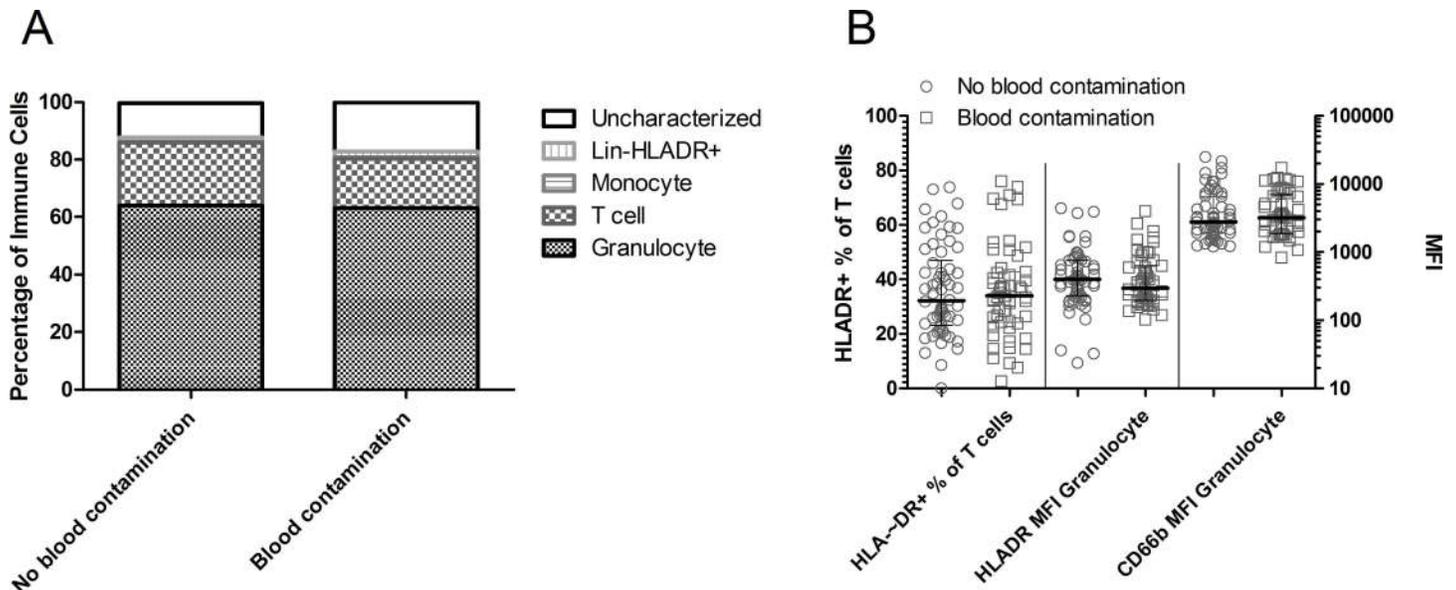 A
Percentage of Immune Cells
100
80
60
40
20
0
No blood contamination
Blood contamination
Uncharacterized
Lin-HLADR+
Monocyte
T cell
Granulocyte
B
No blood contamination
Blood contamination
HLADR+ % of T cells
100
80
60
40
20
0
100000
10000
1000
100
10
MFI
HLA-~DR+ % of T cells
HLADR MFI Granulocyte
CD66b MFI Granulocyte